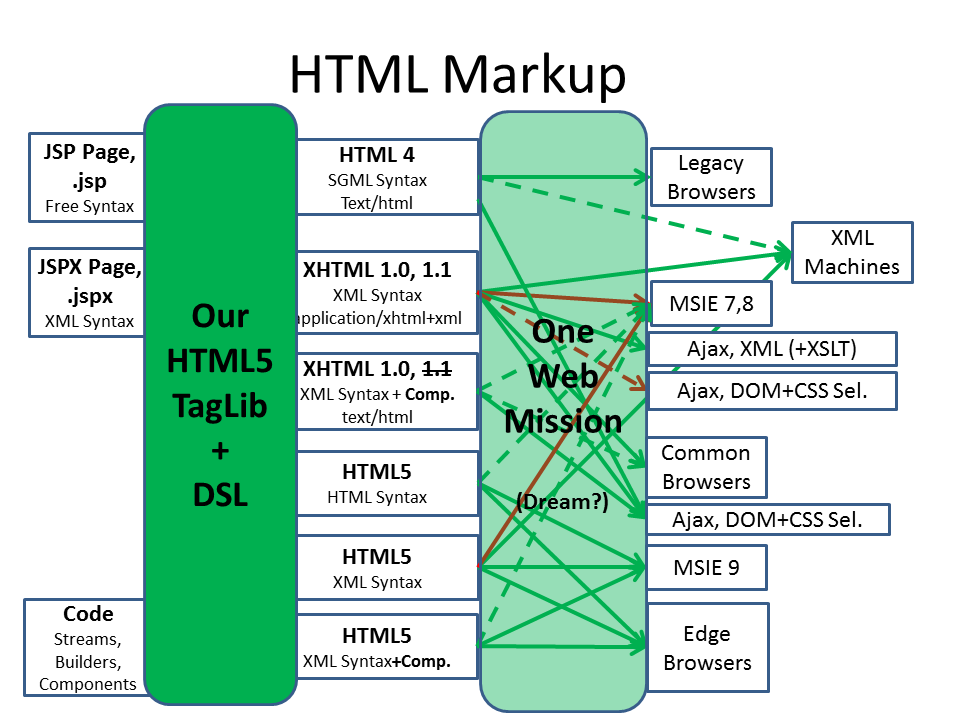 HTML Markup
JSP Page,
.jsp
Free Syntax
JSPX Page,
.jspx
XML Syntax
Code
Streams,
Builders,
Components
Our
HTML5
TagLib
+
DSL
HTML 4
SGML Syntax
Text/html
XHTML 1.0, 1.1
XML Syntax
application/xhtml+xml
XHTML 1.0, 1.1
XML Syntax + Comp.
text/html
HTML5
HTML Syntax
HTML5
XML Syntax
HTML5
XML Syntax+Comp.
One
Web
Mission
(Dream?)
Legacy
Browsers
XML
Machines
MSIE 7,8
Ajax, XML (+XSLT)
Ajax, DOM+CSS Sel.
Common
Browsers
Ajax, DOM+CSS Sel.
MSIE 9
Edge
Browsers